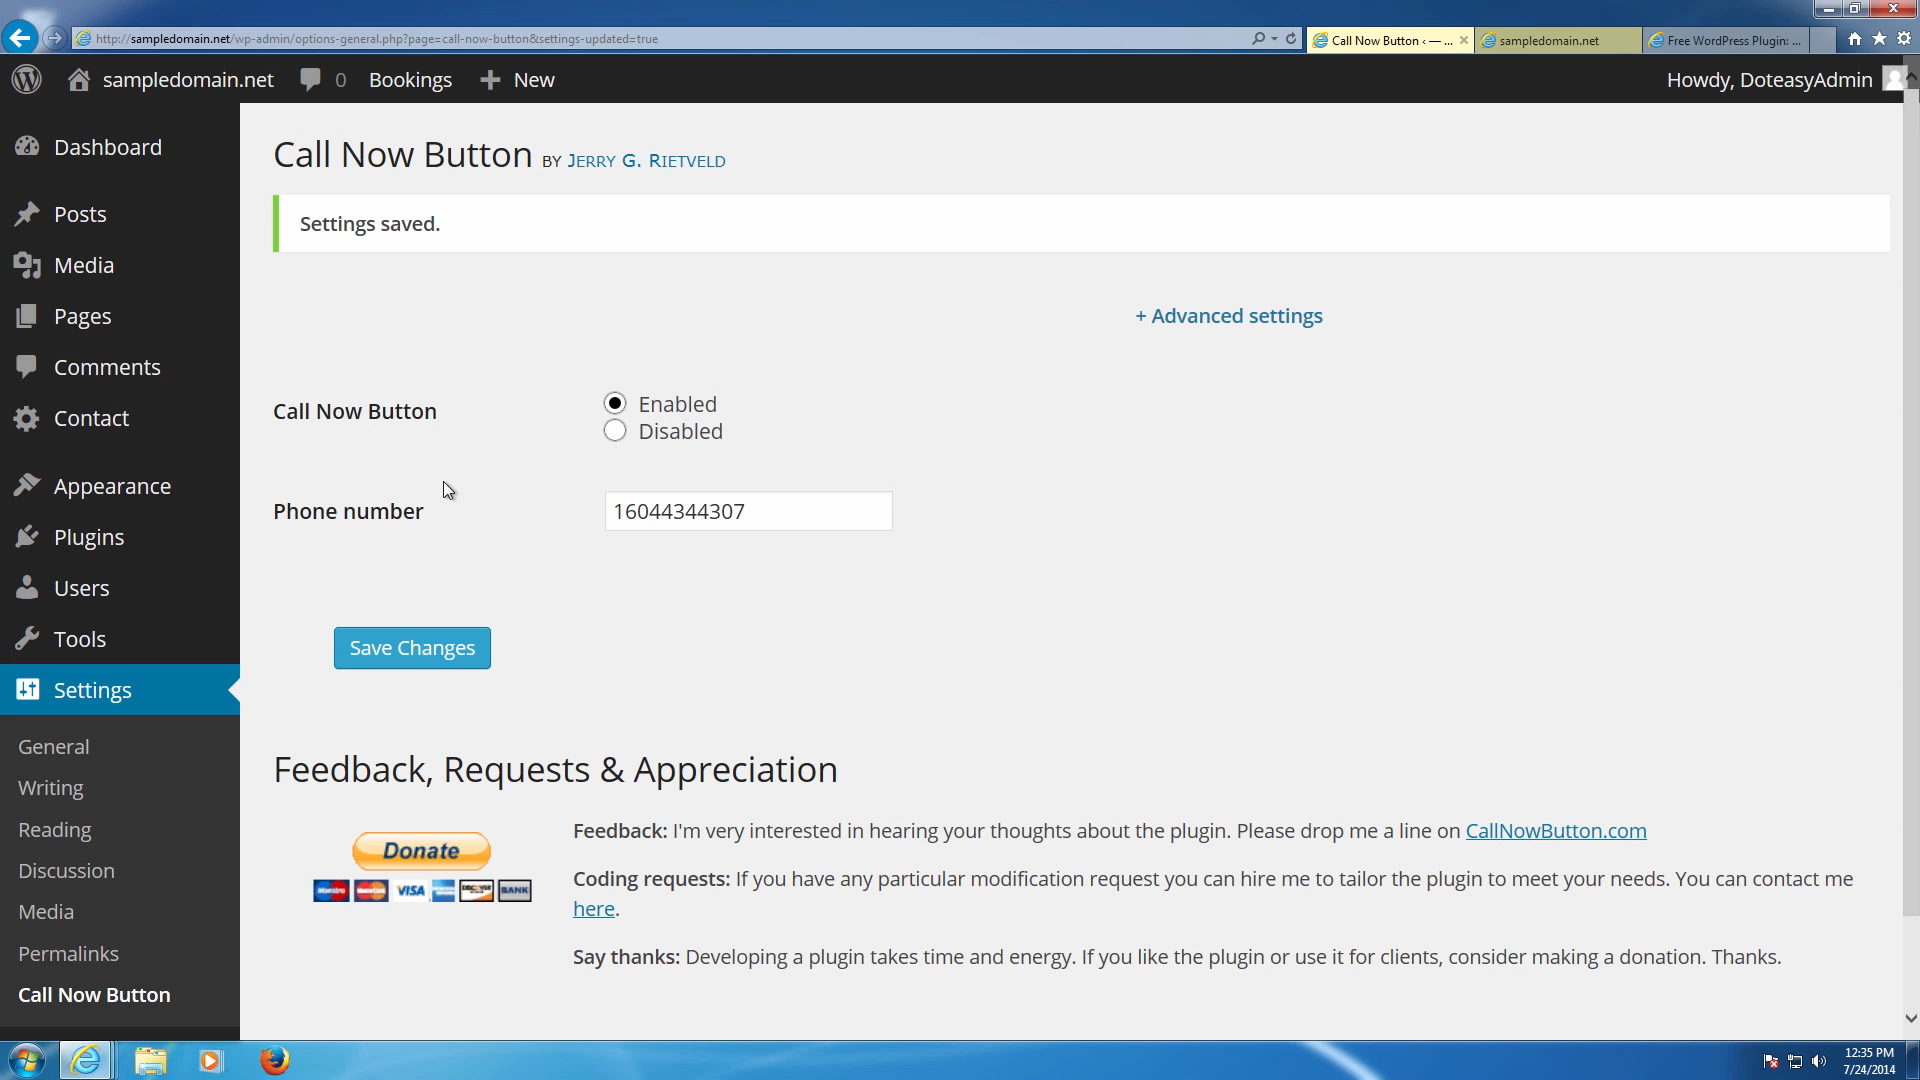 http://sampledomain.net/wp-admin/options-general.php?page=call-now-button&settings-updated=true
Call Now Button ‹ — ...
sampledomain.net
Free WordPress Plugin: ...
sampledomain.net
0
Bookings
New
Howdy, DoteasyAdmin
Dashboard
Posts
Media
Pages
Comments
Contact
Appearance
Plugins
Users
Tools
Settings
General
Writing
Reading
Discussion
Media
Permalinks
Call Now Button
Call Now Button BY JERRY G. RIETVELD
Settings saved.
+ Advanced settings
Call Now Button
Enabled
Disabled
Phone number
16044344307
Save Changes
Feedback, Requests & Appreciation
Donate
VISA
DISCOVER
BANK
Feedback: I'm very interested in hearing your thoughts about the plugin. Please drop me a line on CallNowButton.com
Coding requests: If you have any particular modification request you can hire me to tailor the plugin to meet your needs. You can contact me
here.
Say thanks: Developing a plugin takes time and energy. If you like the plugin or use it for clients, consider making a donation. Thanks.
12:35 PM
7/24/2014